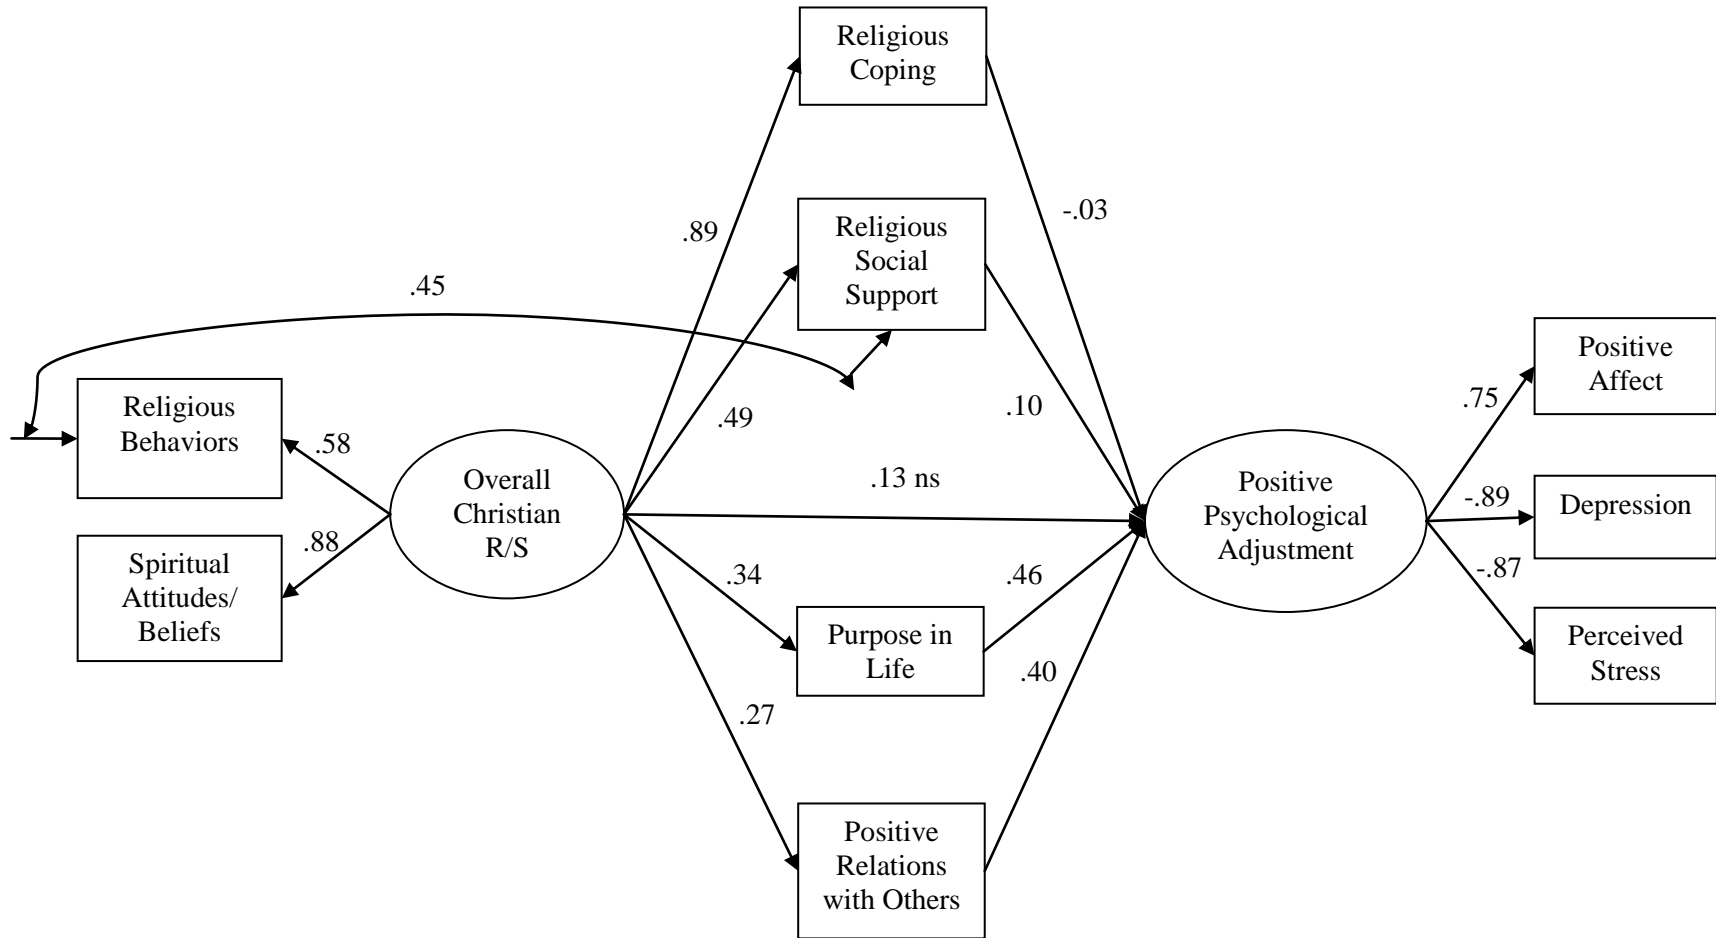 Religious
Coping
-.03
.89
Religious
Social
Support
.45
.49
.10
Religious
Behaviors
.58
Overall
Christian
R/S
.13 ns
Positive
Psychological
Adjustment
.75
Positive
Affect
-.89
Depression
.88
Spiritual
Attitudes/
Beliefs
.34
.46
-.87
Purpose in
Life
Perceived
Stress
.27
.40
Positive
Relations
with Others